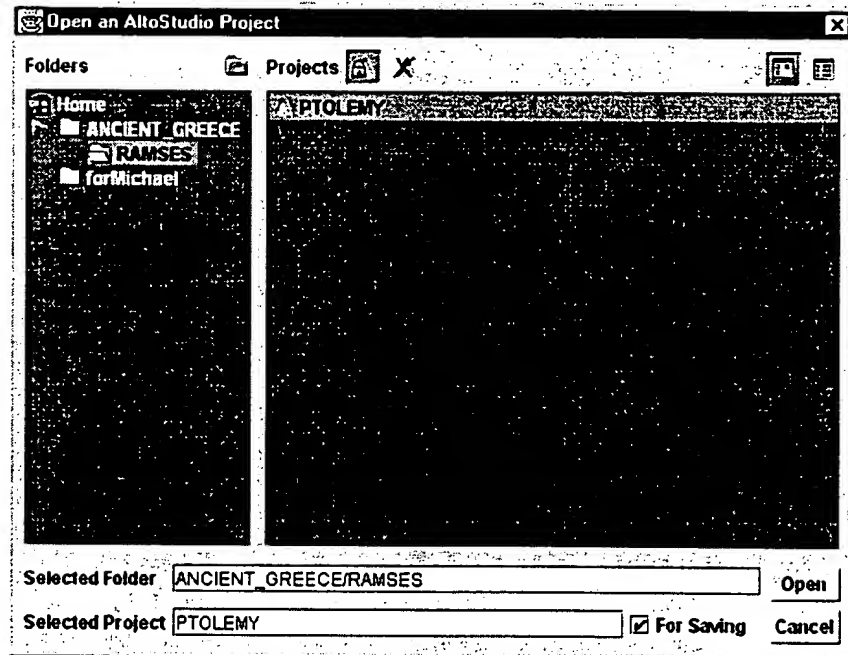 Open an AltoStudio Project
Folders
Projects
Home
ANCIENT_GREECE
RAMSES
forMichael
PTOLEMY
Selected Folder ANCIENT_GREECE/RAMSES Open
Selected Project PTOLEMY For Saving Cancel